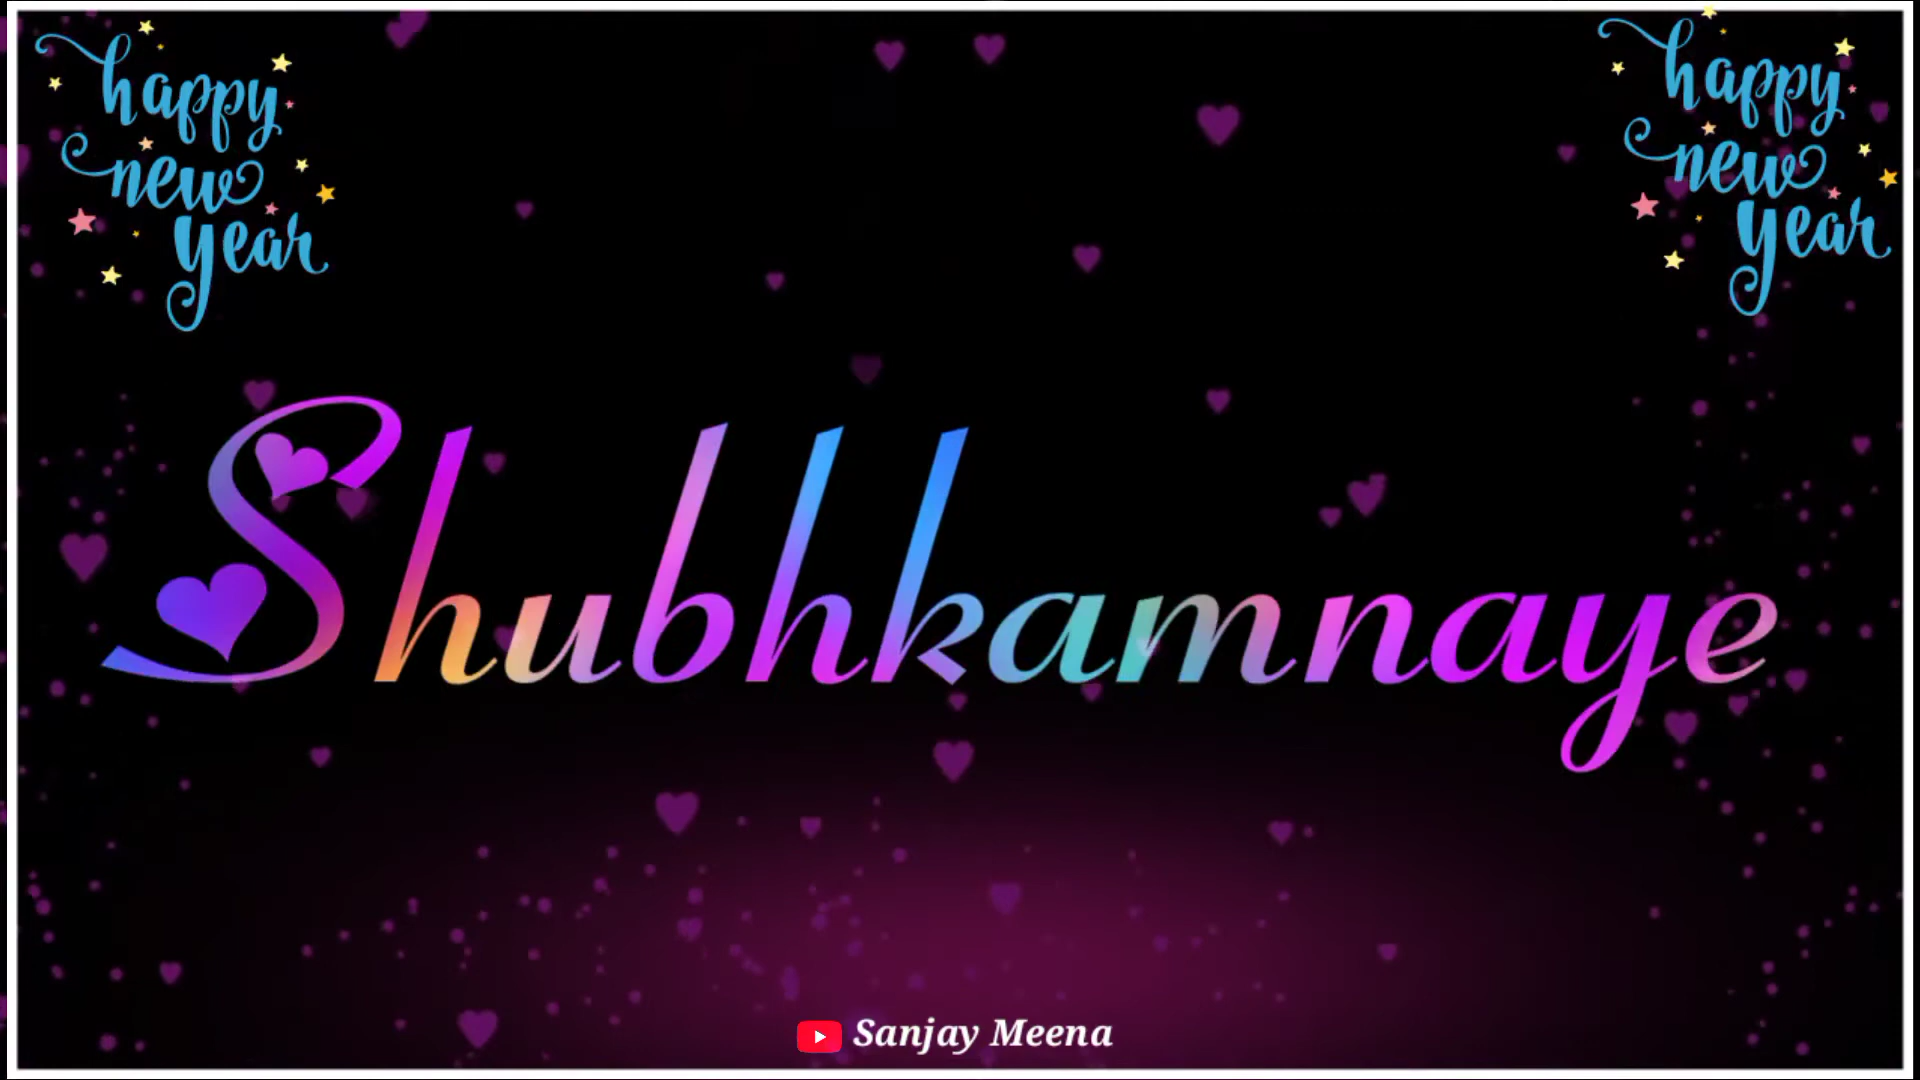 happy
new
year
happy
new
year
Shubhkamnaye
Sanjay Meena